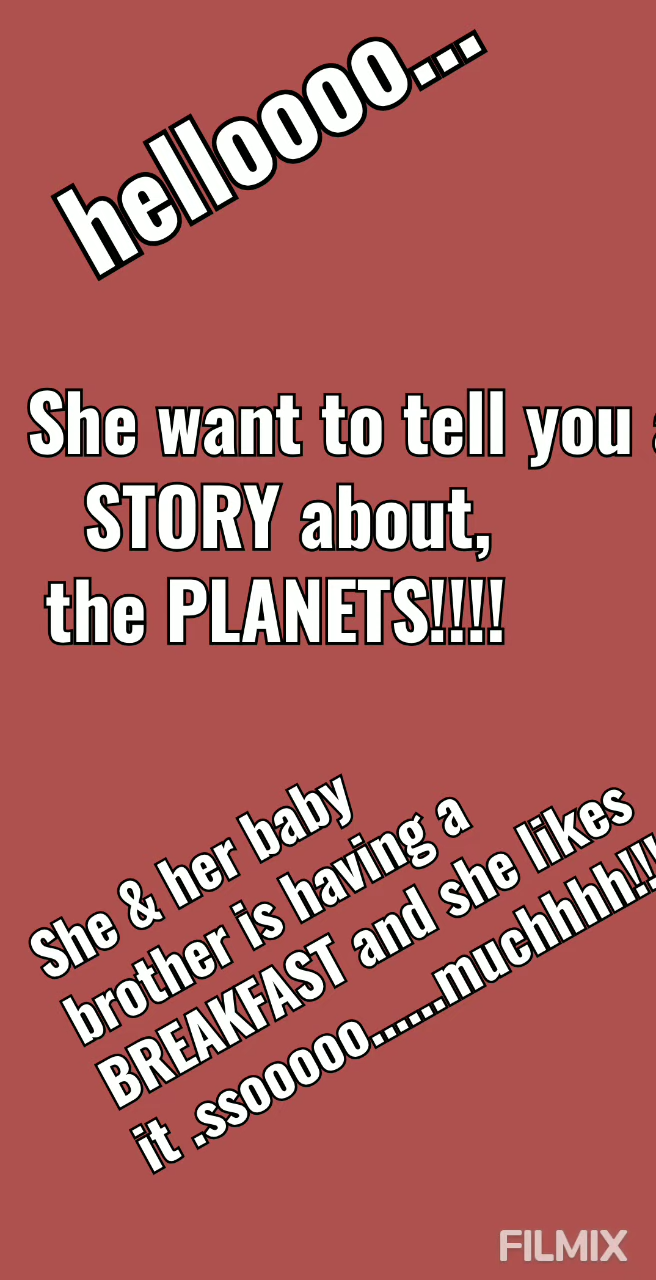 helloooo...
She want to tell you
STORY about,
the PLANETS!!!!
She & her baby
brother is having a
BREAKFAST and she likes
it .ssooooo......muchhhh!!!
FILMIX